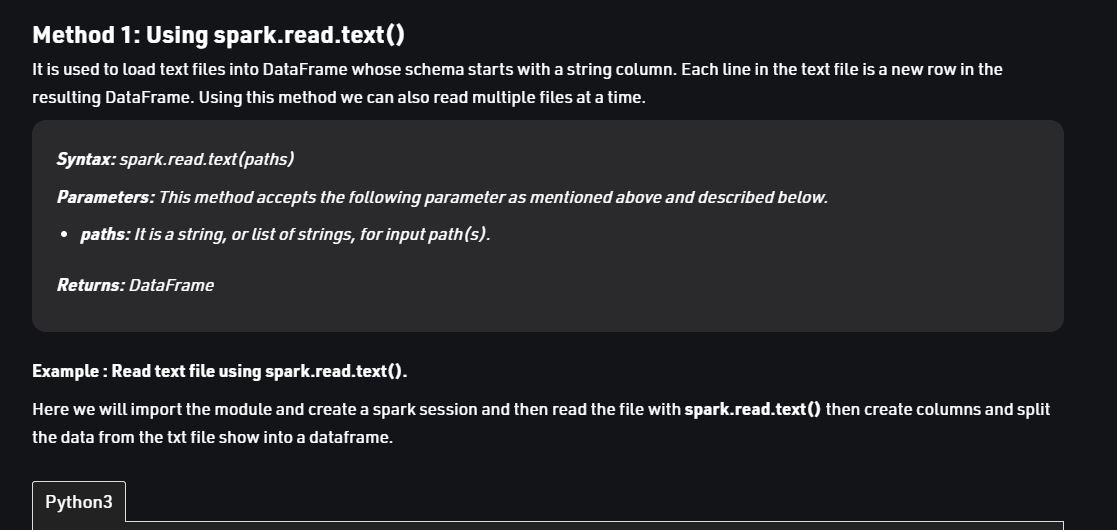 Method 1: Using spark.read.text()
It is used to load text files into DataFrame whose schema starts with a string column. Each line in the text file is a new row in the
resulting DataFrame. Using this method we can also read multiple files at a time.
Syntax: spark.read.text(paths)
Parameters: This method accepts the following parameter as mentioned above and described below.
• paths: It is a string, or list of strings, for input path(s).
Returns: DataFrame
Example : Read text file using spark.read.text().
Here we will import the module and create a spark session and then read the file with spark.read.text() then create columns and split
the data from the txt file show into a dataframe.
Python3